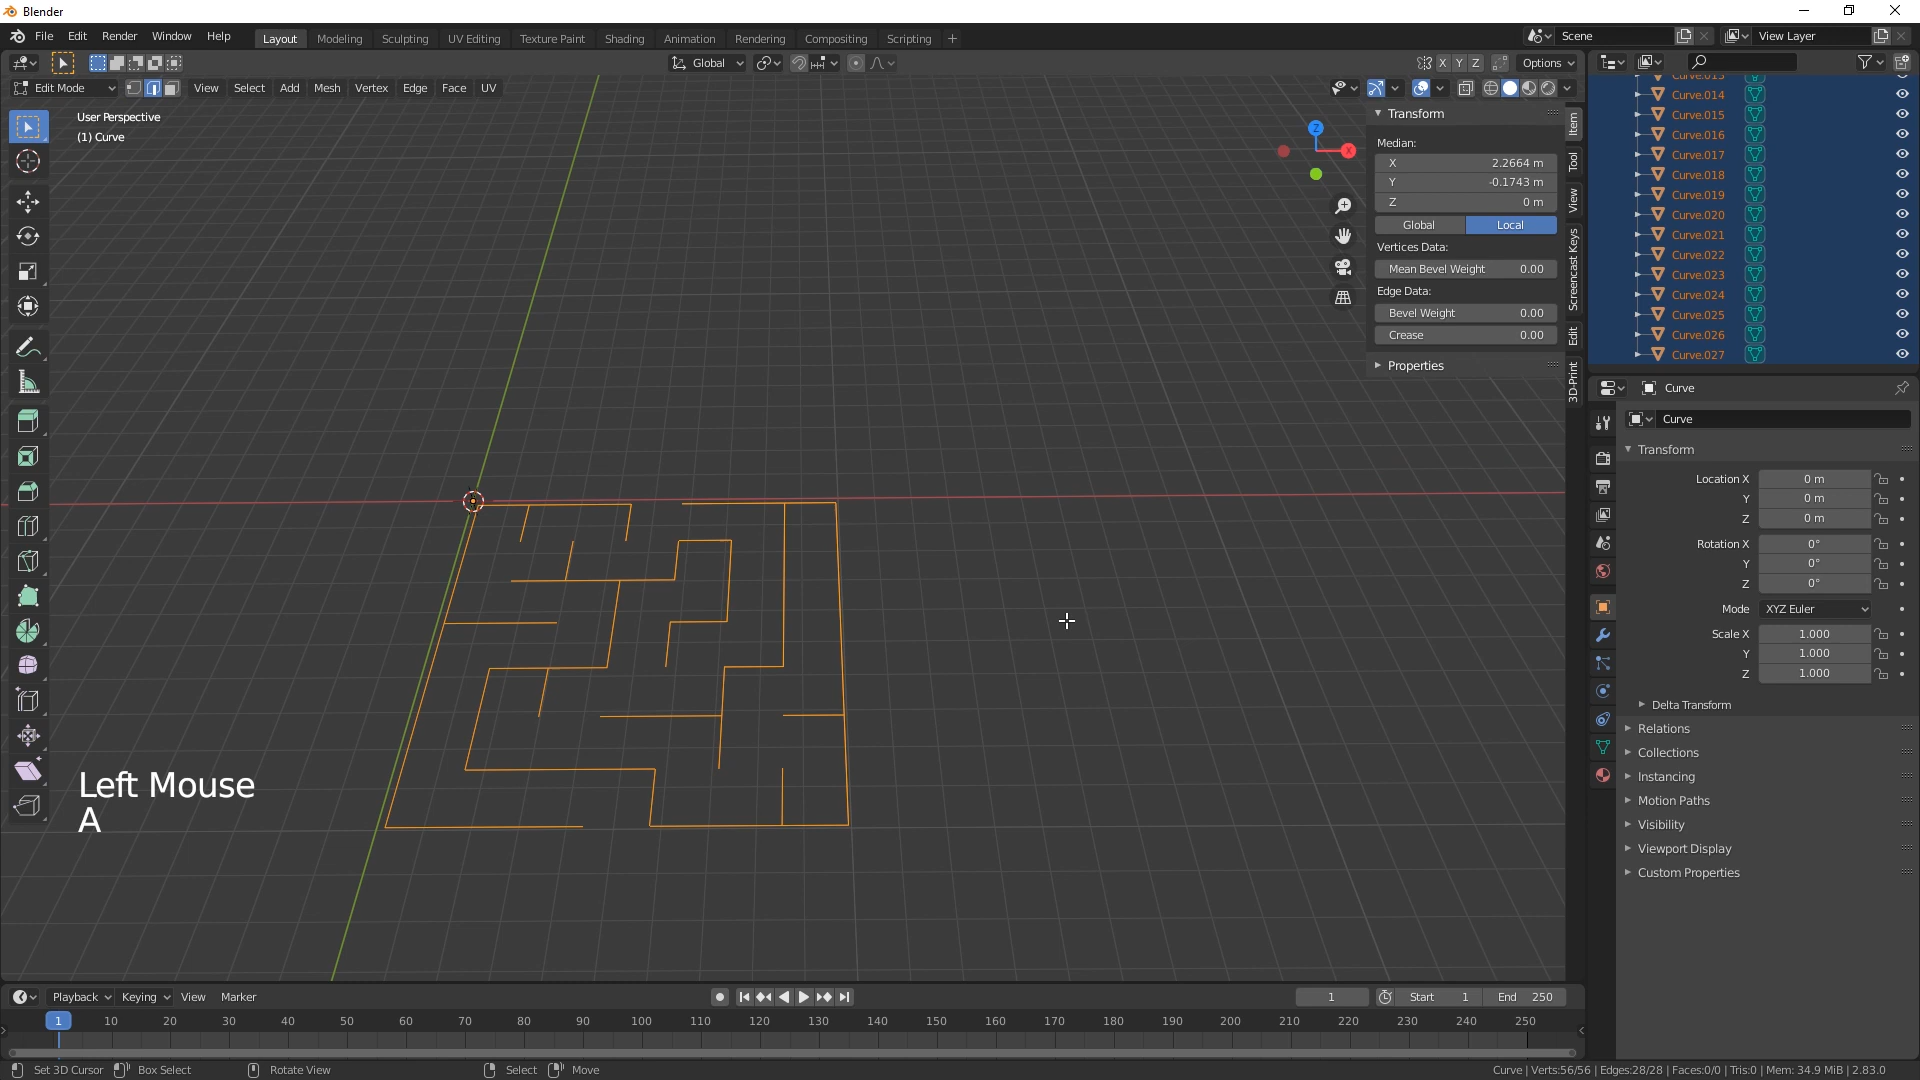 Blender
File Edit Render Window Help
Layout Modeling Sculpting UV Editing Texture Paint Shading Animation Rendering Compositing Scripting +
Scene
View Layer
Global
X Y Z
Options
Edit Mode
View Select Add Mesh Vertex Edge Face UV
User Perspective
(1) Curve
Z
X
Transform
Median:
X 2.2664 m
Y -0.1743 m
Z 0 m
Global Local
Vertices Data:
Mean Bevel Weight 0.00
Edge Data:
Bevel Weight 0.00
Crease 0.00
Properties
Item
Tool
View
Screencast Keys
Edit
3D-Print
Curve.013
Curve.014
Curve.015
Curve.016
Curve.017
Curve.018
Curve.019
Curve.020
Curve.021
Curve.022
Curve.023
Curve.024
Curve.025
Curve.026
Curve.027
Curve
Curve
Transform
Location X 0 m
Y 0 m
Z 0 m
Rotation X 0°
Y 0°
Z 0°
Mode XYZ Euler
Scale X 1.000
Y 1.000
Z 1.000
Delta Transform
Relations
Collections
Instancing
Motion Paths
Visibility
Viewport Display
Custom Properties
Left Mouse
A
Playback Keying View Marker
1
Start 1
End 250
1 10 20 30 40 50 60 70 80 90 100 110 120 130 140 150 160 170 180 190 200 210 220 230 240 250
Set 3D Cursor Box Select Rotate View Select Move
Curve | Verts:56/56 | Edges:28/28 | Faces:0/0 | Tris:0 | Mem: 34.9 MiB | 2.83.0